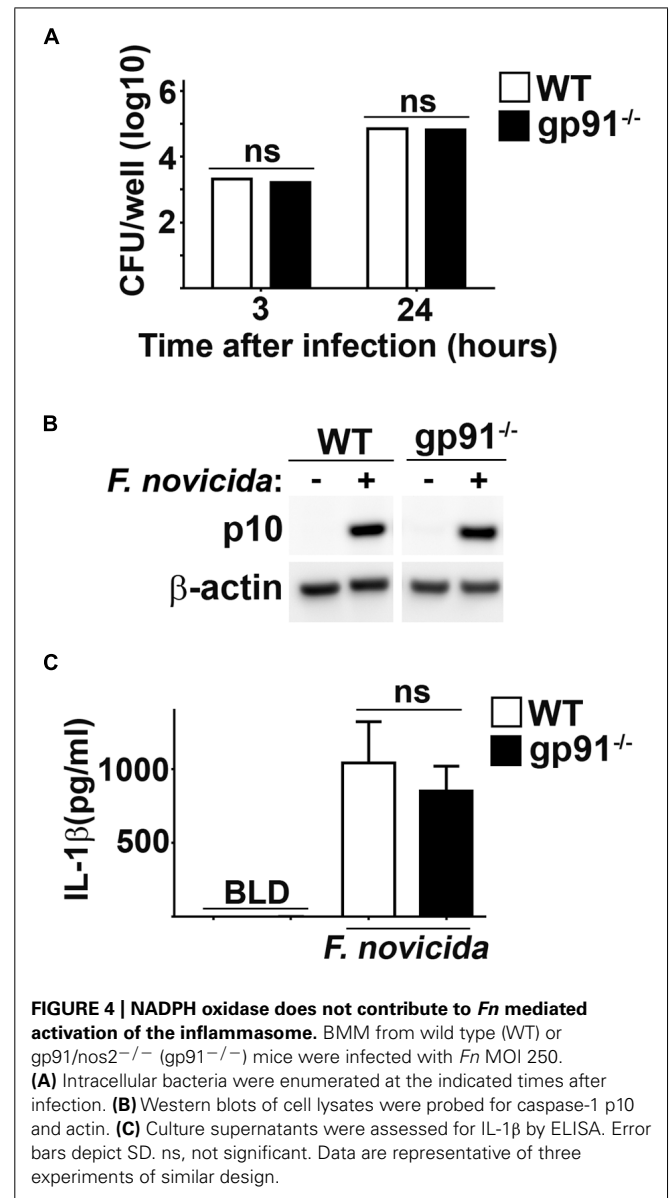 A
CFU/well (log10)
6
4
2
ns
ns
WT
gp91-/-
3
24
Time after infection (hours)
B
WT
gp91-/-
F. novicida: - + - +
p10
β-actin
C
IL-1β(pg/ml)
1000
500
BLD
ns
WT
gp91-/-
F. novicida
FIGURE 4 | NADPH oxidase does not contribute to Fn mediated
activation of the inflammasome. BMM from wild type (WT) or
gp91/nos2−/− (gp91−/−) mice were infected with Fn MOI 250.
(A) Intracellular bacteria were enumerated at the indicated times after
infection. (B) Western blots of cell lysates were probed for caspase-1 p10
and actin. (C) Culture supernatants were assessed for IL-1β by ELISA. Error
bars depict SD. ns, not significant. Data are representative of three
experiments of similar design.